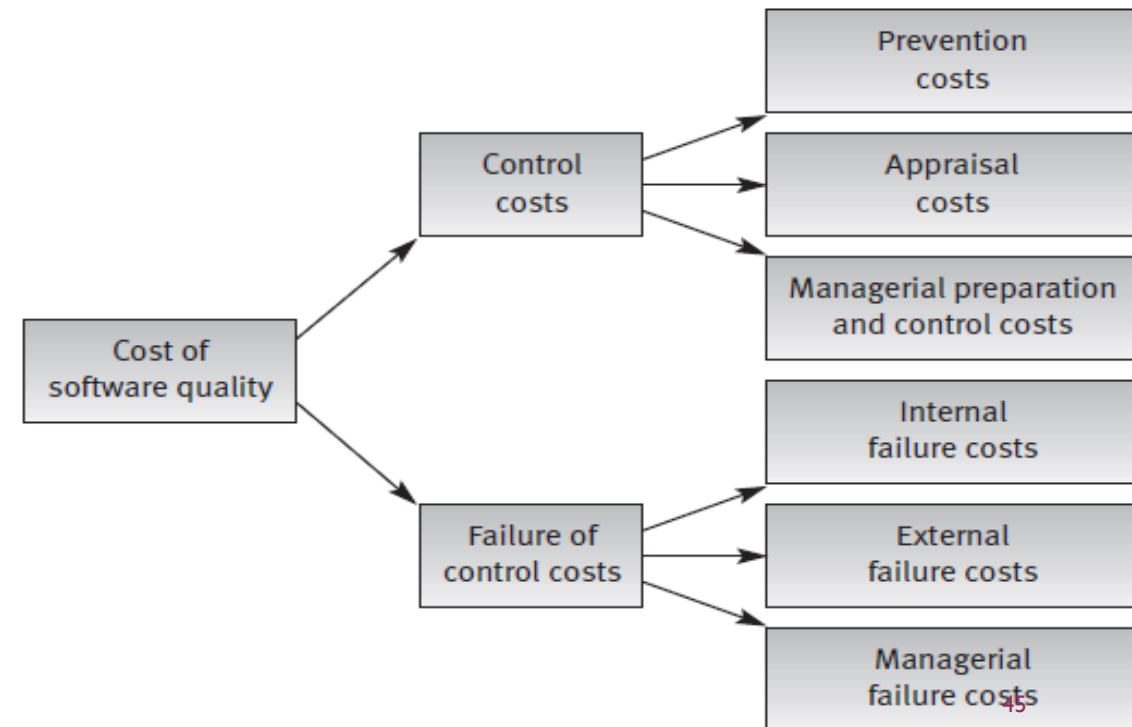 Prevention
costs
Control
costs
Appraisal
costs
Managerial preparation
and control costs
Cost of
software quality
Internal
failure costs
Failure of
control costs
External
failure costs
Managerial
failure costs
45